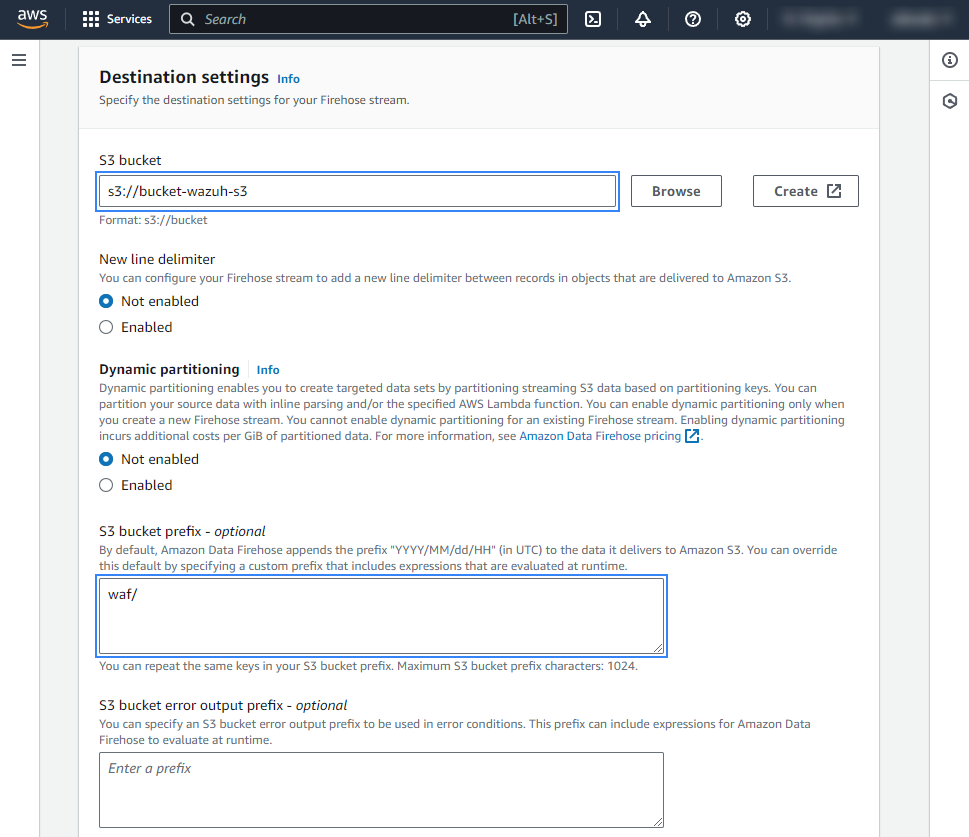 aws
Services
Search
[Alt+S]
Destination settings
Info
Specify the destination settings for your Firehose stream.
S3 bucket
s3://bucket-wazuh-s3
Browse
Create
Format: s3://bucket
New line delimiter
You can configure your Firehose stream to add a new line delimiter between records in objects that are delivered to Amazon S3.
Not enabled
Enabled
Dynamic partitioning
Info
Dynamic partitioning enables you to create targeted data sets by partitioning streaming S3 data based on partitioning keys. You can
partition your source data with inline parsing and/or the specified AWS Lambda function. You can enable dynamic partitioning only when
you create a new Firehose stream. You cannot enable dynamic partitioning for an existing Firehose stream. Enabling dynamic partitioning
incurs additional costs per GiB of partitioned data. For more information, see Amazon Data Firehose pricing.
Not enabled
Enabled
S3 bucket prefix - optional
By default, Amazon Data Firehose appends the prefix "YYYY/MM/dd/HH" (in UTC) to the data it delivers to Amazon S3. You can override
this default by specifying a custom prefix that includes expressions that are evaluated at runtime.
waf/
You can repeat the same keys in your S3 bucket prefix. Maximum S3 bucket prefix characters: 1024.
S3 bucket error output prefix - optional
You can specify an S3 bucket error output prefix to be used in error conditions. This prefix can include expressions for Amazon Data
Firehose to evaluate at runtime.
Enter a prefix